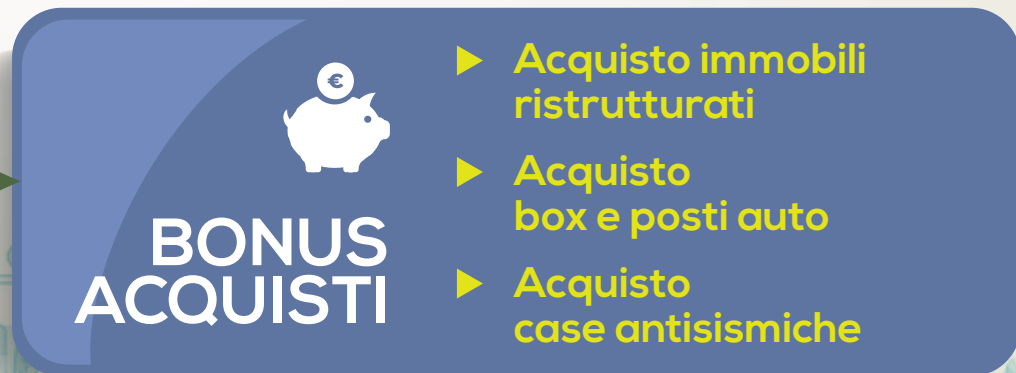 €
BONUS
ACQUISTI
Acquisto immobili
ristrutturati
Acquisto
box e posti auto
Acquisto
case antisismiche